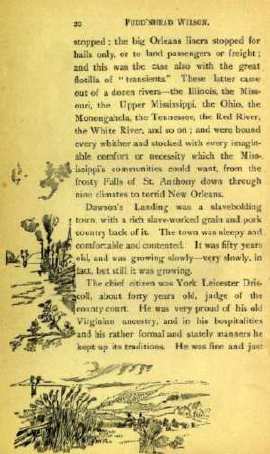 20 PUDD'NHEAD WILSON.
stopped; the big Orleans liners stopped for
hails only, or to land passengers or freight;
and this was the case also with the great
flotilla of "transients." These latter came
out of a dozen rivers—the Illinois, the Miss-
ouri, the Upper Mississippi, the Ohio, the
Monongahela, the Tennessee, the Red River,
the White River, and so on; and were bound
every whither and stocked with every imagin-
able comfort or necessity which the Miss-
issippi's communities could want, from the
frosty Falls of St. Anthony down through
nine climates to torrid New Orleans.
Dawson's Landing was a slaveholding
town, with a rich slave-worked grain and pork
country back of it. The town was sleepy and
comfortable and contented. It was fifty years
old, and was growing slowly—very slowly, in
fact, but still it was growing.
The chief citizen was York Leicester Dris-
coll, about forty years old, judge of the
county court. He was very proud of his old
Virginian ancestry, and in his hospitalities
and his rather formal and stately manners he
kept up its traditions. He was fine and just